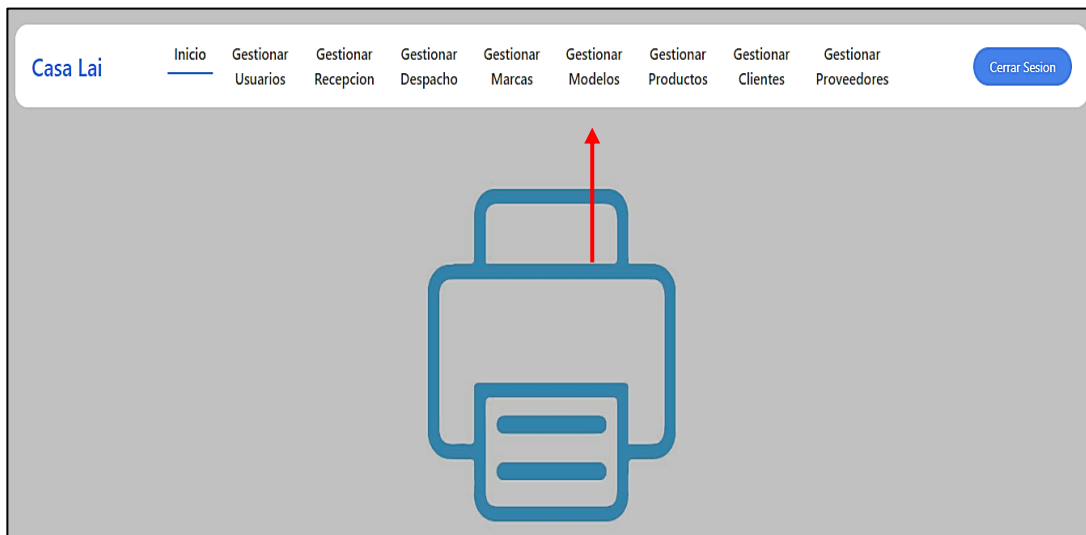 Casa Lai
Inicio
Gestionar
Usuarios
Gestionar
Recepcion
Gestionar
Despacho
Gestionar
Marcas
Gestionar
Modelos
Gestionar
Productos
Gestionar
Clientes
Gestionar
Proveedores
Cerrar Sesion